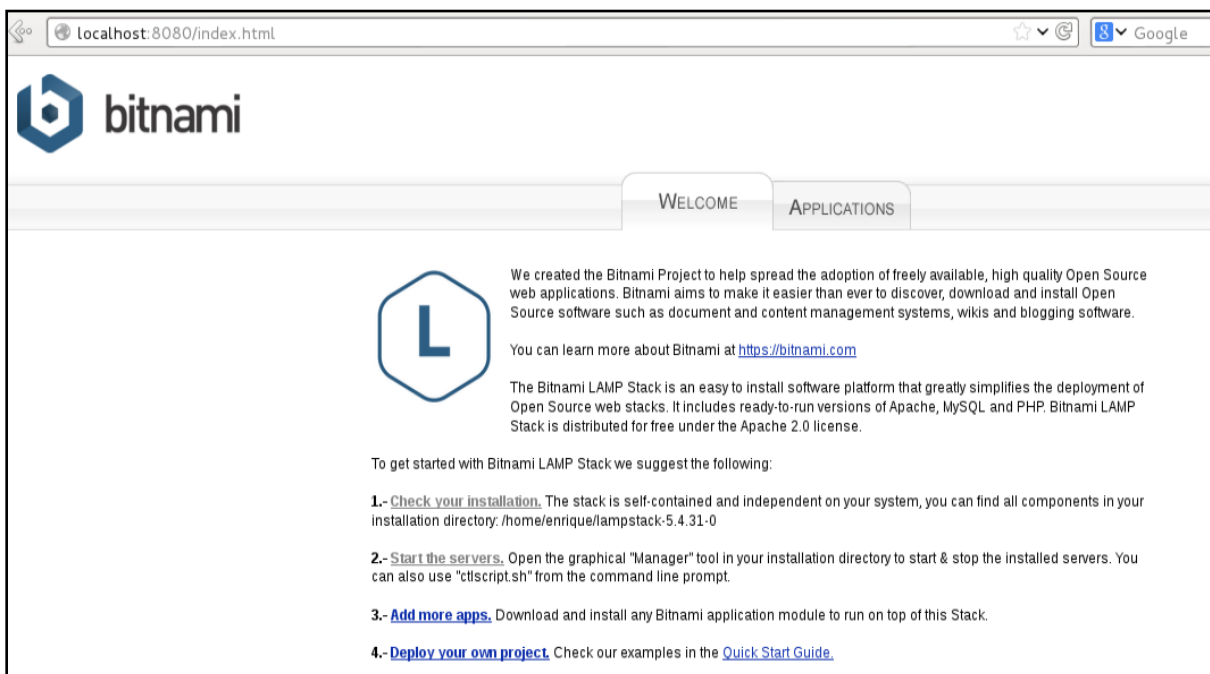 localhost:8080/index.html
Google
bitnami
WELCOME
APPLICATIONS
L
We created the Bitnami Project to help spread the adoption of freely available, high quality Open Source
web applications. Bitnami aims to make it easier than ever to discover, download and install Open
Source software such as document and content management systems, wikis and blogging software.
You can learn more about Bitnami at https://bitnami.com
The Bitnami LAMP Stack is an easy to install software platform that greatly simplifies the deployment of
Open Source web stacks. It includes ready-to-run versions of Apache, MySQL and PHP. Bitnami LAMP
Stack is distributed for free under the Apache 2.0 license.
To get started with Bitnami LAMP Stack we suggest the following:
1.- Check your installation. The stack is self-contained and independent on your system, you can find all components in your
installation directory: /home/enrique/lampstack-5.4.31-0
2.- Start the servers. Open the graphical "Manager" tool in your installation directory to start & stop the installed servers. You
can also use "ctlscript.sh" from the command line prompt.
3.- Add more apps. Download and install any Bitnami application module to run on top of this Stack.
4.- Deploy your own project. Check our examples in the Quick Start Guide.